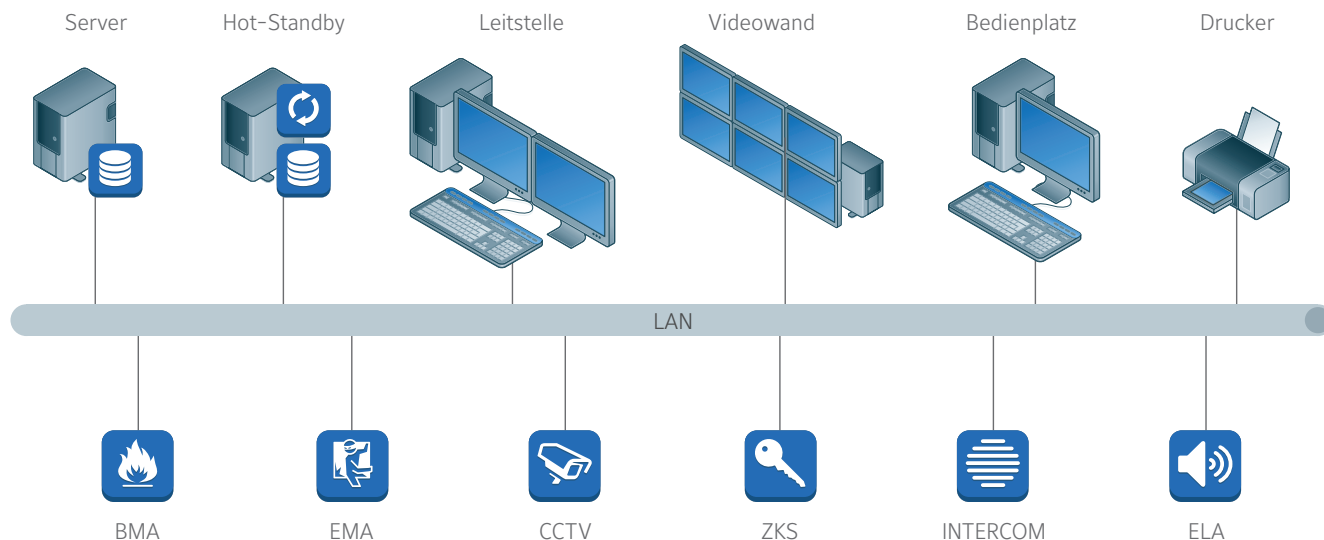 Server
Hot-Standby
Leitstelle
Videowand
Bedienplatz
Drucker
LAN
BMA
EMA
CCTV
ZKS
INTERCOM
ELA